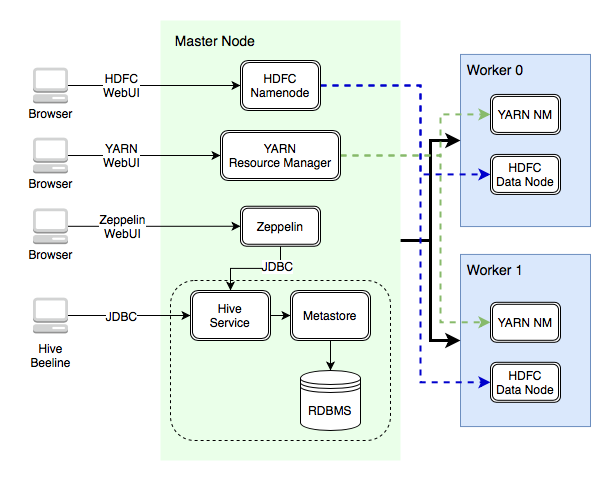 Master Node
HDFC
WebUI
Browser
HDFC
Namenode
YARN
WebUI
Browser
YARN
Resource Manager
Zeppelin
WebUI
Browser
Zeppelin
JDBC
JDBC
Hive
Beeline
Hive
Service
Metastore
RDBMS
Worker 0
YARN NM
HDFC
Data Node
Worker 1
YARN NM
HDFC
Data Node